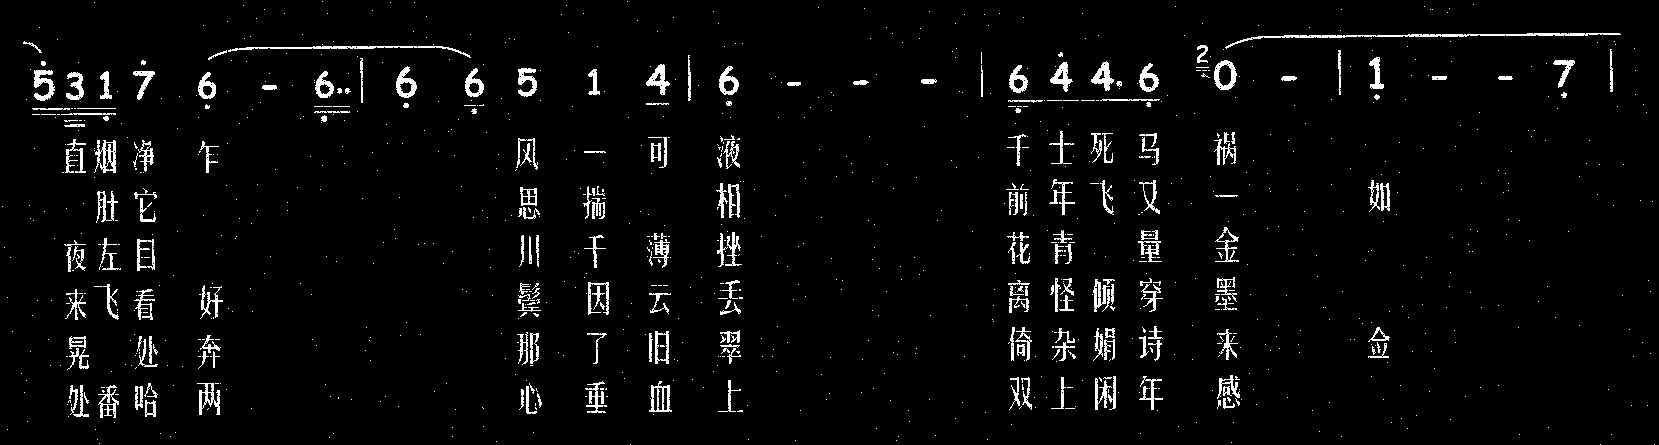 5 3 1 7 6 - 6.. | 6 6 5 1 4 | 6 - - - | 6 4 4. 6 2 0 - | 1 - - 7 |
直烟净乍风一可液千士死马祸
肚它思揣相前年飞又一如
夜左目川千薄挫花青量金
来飞看好鬓因云丢离怪倾穿墨
晃处奔那了旧翠倚杂娟诗来佥
处番哈两心垂血上双上闲年感